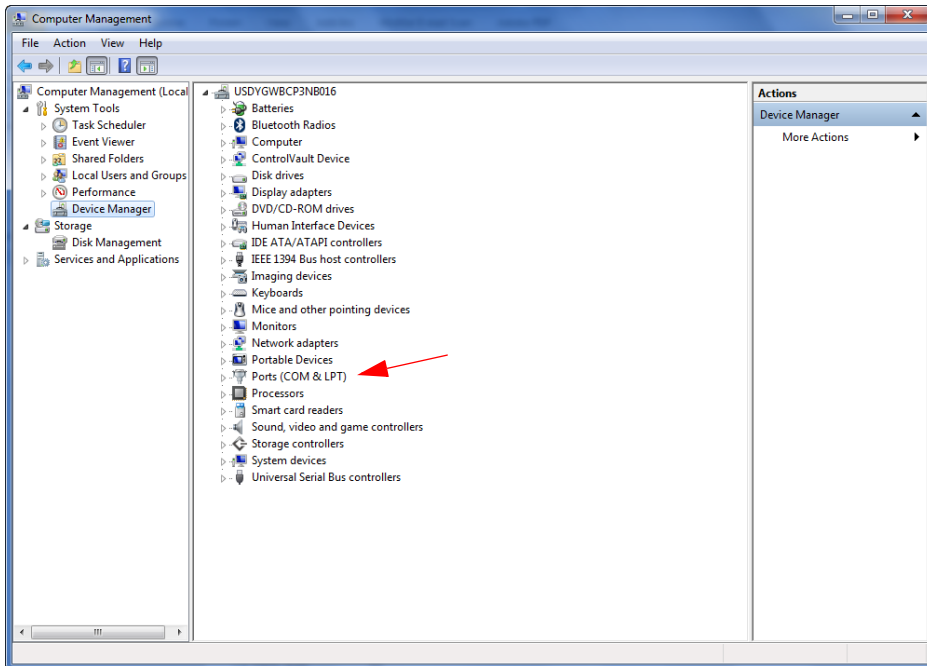 Computer Management
File Action View Help
Computer Management (Local
System Tools
Task Scheduler
Event Viewer
Shared Folders
Local Users and Groups
Performance
Device Manager
Storage
Disk Management
Services and Applications
USDYGWBCP3NB016
Batteries
Bluetooth Radios
Computer
ControlVault Device
Disk drives
Display adapters
DVD/CD-ROM drives
Human Interface Devices
IDE ATA/ATAPI controllers
IEEE 1394 Bus host controllers
Imaging devices
Keyboards
Mice and other pointing devices
Monitors
Network adapters
Portable Devices
Ports (COM & LPT)
Processors
Smart card readers
Sound, video and game controllers
Storage controllers
System devices
Universal Serial Bus controllers
Actions
Device Manager
More Actions